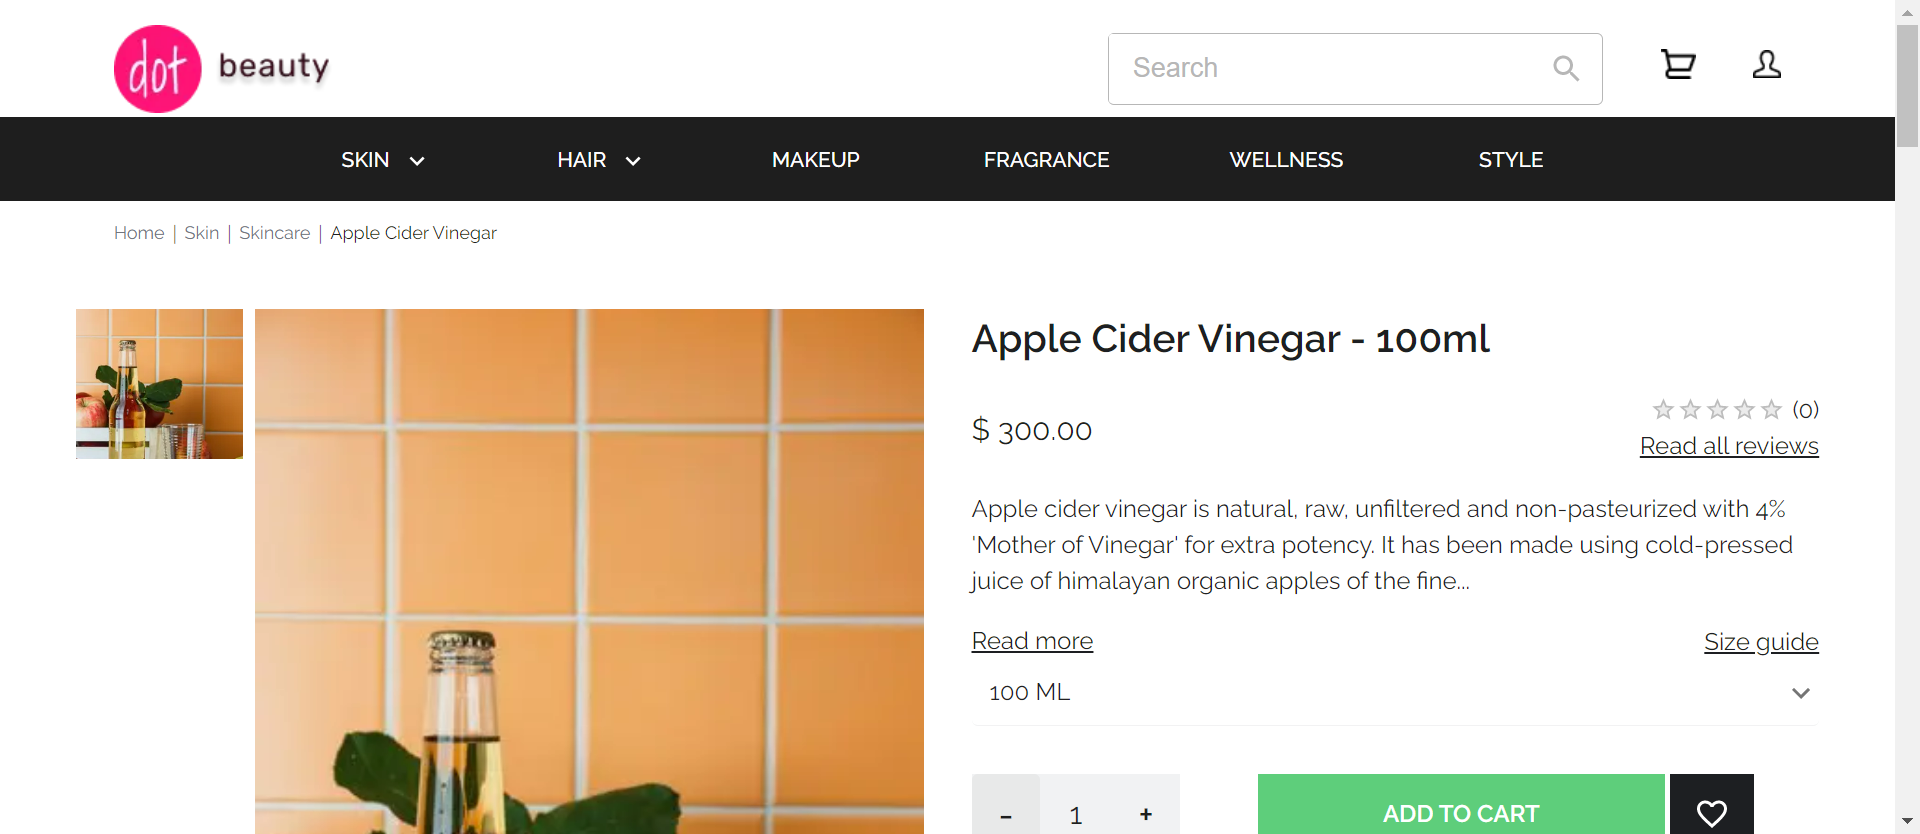 dot beauty
Search
SKIN
HAIR
MAKEUP
FRAGRANCE
WELLNESS
STYLE
Home | Skin | Skincare | Apple Cider Vinegar
Apple Cider Vinegar - 100ml
$ 300.00
(0)
Read all reviews
Apple cider vinegar is natural, raw, unfiltered and non-pasteurized with 4%
'Mother of Vinegar' for extra potency. It has been made using cold-pressed
juice of himalayan organic apples of the fine...
Read more
Size guide
100 ML
- 1 +
ADD TO CART